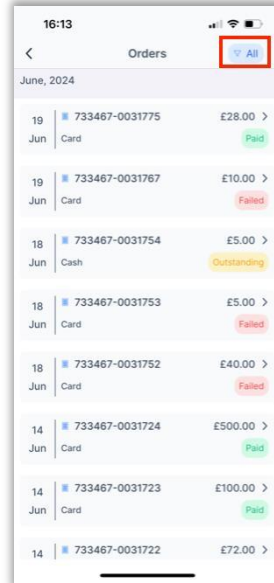 16:13
Orders
All
June, 2024
19 733467-0031775 £28.00 >
Jun Card Paid
19 733467-0031767 £10.00 >
Jun Card Failed
18 733467-0031754 £5.00 >
Jun Cash Outstanding
18 733467-0031753 £5.00 >
Jun Card Failed
18 733467-0031752 £40.00 >
Jun Card Failed
14 733467-0031724 £500.00 >
Jun Card Paid
14 733467-0031723 £100.00 >
Jun Card Paid
14 733467-0031722 £72.00 >